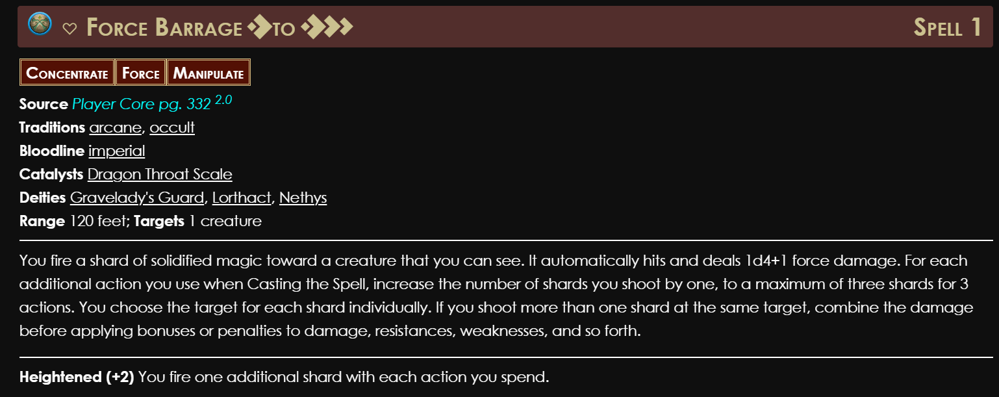 Force Barrage to Spell 1
Concentrate Force Manipulate
Source Player Core pg. 332 2.0
Traditions arcane, occult
Bloodline imperial
Catalysts Dragon Throat Scale
Deities Gravelady's Guard, Lorthact, Nethys
Range 120 feet; Targets 1 creature
You fire a shard of solidified magic toward a creature that you can see. It automatically hits and deals 1d4+1 force damage. For each
additional action you use when Casting the Spell, increase the number of shards you shoot by one, to a maximum of three shards for 3
actions. You choose the target for each shard individually. If you shoot more than one shard at the same target, combine the damage
before applying bonuses or penalties to damage, resistances, weaknesses, and so forth.
Heightened (+2) You fire one additional shard with each action you spend.